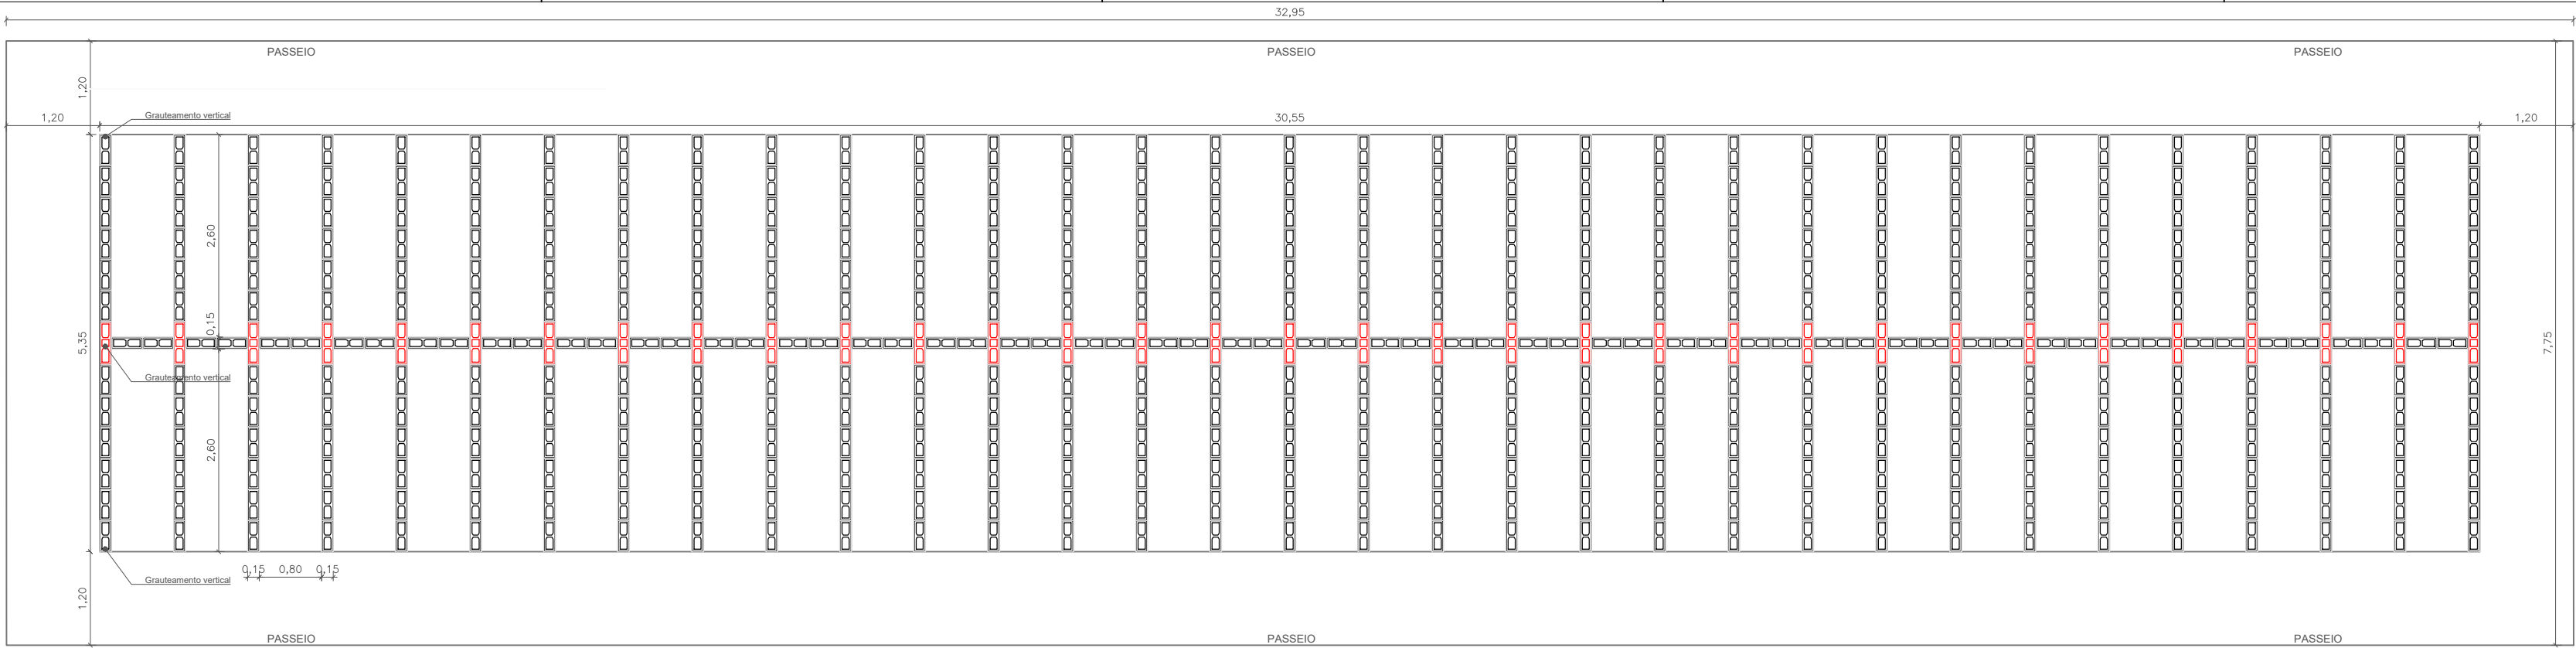 32,95
PASSEIO PASSEIO PASSEIO
1,20
1,20 Grauteamento vertical 30,55 1,20
2,60
0,15
5,35 7,75
Grauteamento vertical
2,60
0,15 0,80 0,15
Grauteamento vertical
1,20
PASSEIO PASSEIO PASSEIO